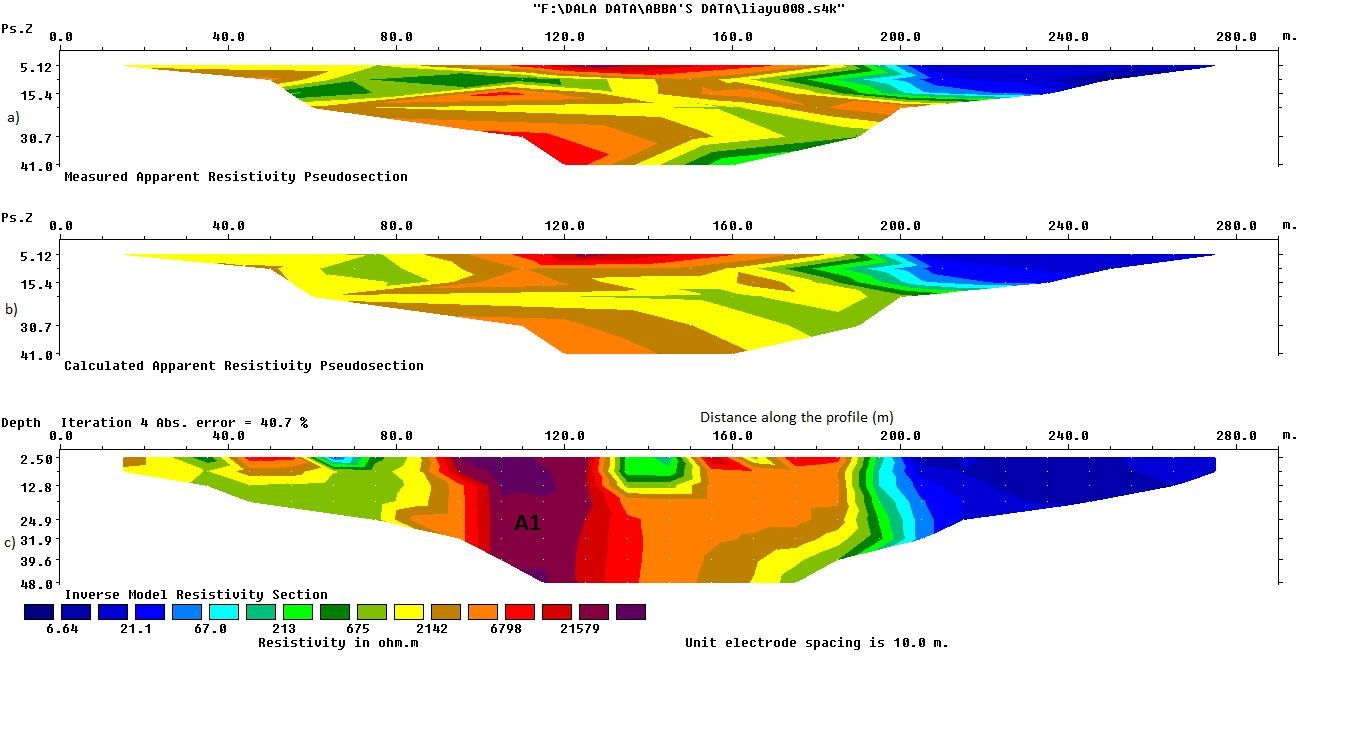 "F:\DALA DATA\ABBA'S DATA\liayu008.s4k"
Ps.Z 0.0 40.0 80.0 120.0 160.0 200.0 240.0 280.0 m.
5.12
15.4
a)
30.7
41.0
Measured Apparent Resistivity Pseudosection
Ps.Z 0.0 40.0 80.0 120.0 160.0 200.0 240.0 280.0 m.
5.12
15.4
b)
30.7
41.0
Calculated Apparent Resistivity Pseudosection
Distance along the profile (m)
Depth Iteration 4 Abs. error = 40.7 %
0.0 40.0 80.0 120.0 160.0 200.0 240.0 280.0 m.
2.50
12.8
24.9
A1
31.9
c)
39.6
48.0
Inverse Model Resistivity Section
6.64 21.1 67.0 213 675 2142 6798 21579
Resistivity in ohm.m Unit electrode spacing is 10.0 m.